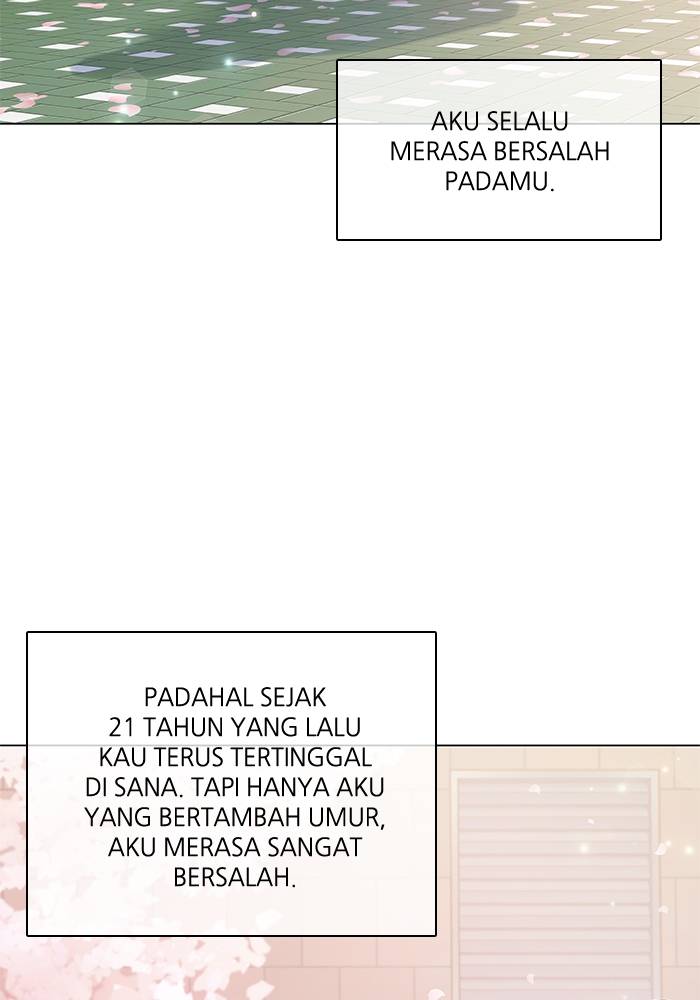 AKU SELALU
MERASA BERSALAH
PADAMU.
PADAHAL SEJAK
21 TAHUN YANG LALU
KAU TERUS TERTINGGAL
DI SANA. TAPI HANYA AKU
YANG BERTAMBAH UMUR,
AKU MERASA SANGAT
BERSALAH.